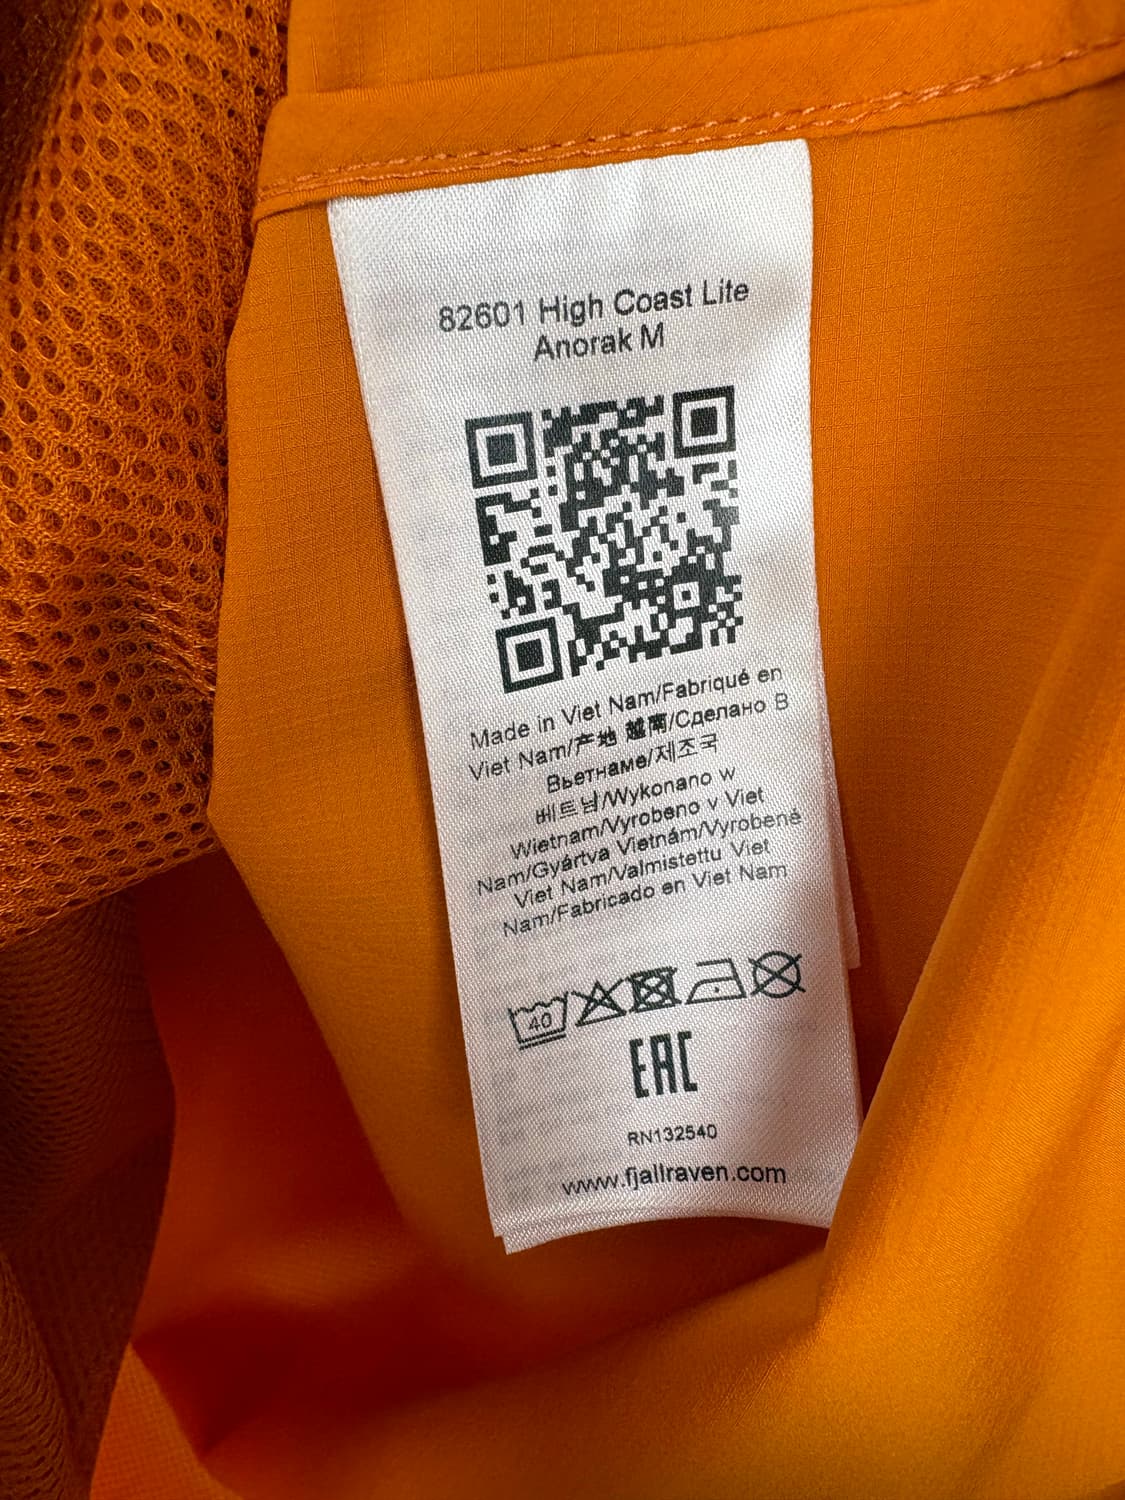 82601 High Coast Lite
Anorak M
Made in Viet Nam/Fabriqué en
Viet Nam/产地 越南/Сделано В
Вьетнаме/제조국
베트남/Wykonano w
Wietnam/Vyrobeno v Viet
Nam/Gyártva Vietnám/Vyrobené
Viet Nam/Valmistettu Viet
Nam/Fabricado en Viet Nam
40
EAC
RN132540
www.fjallraven.com